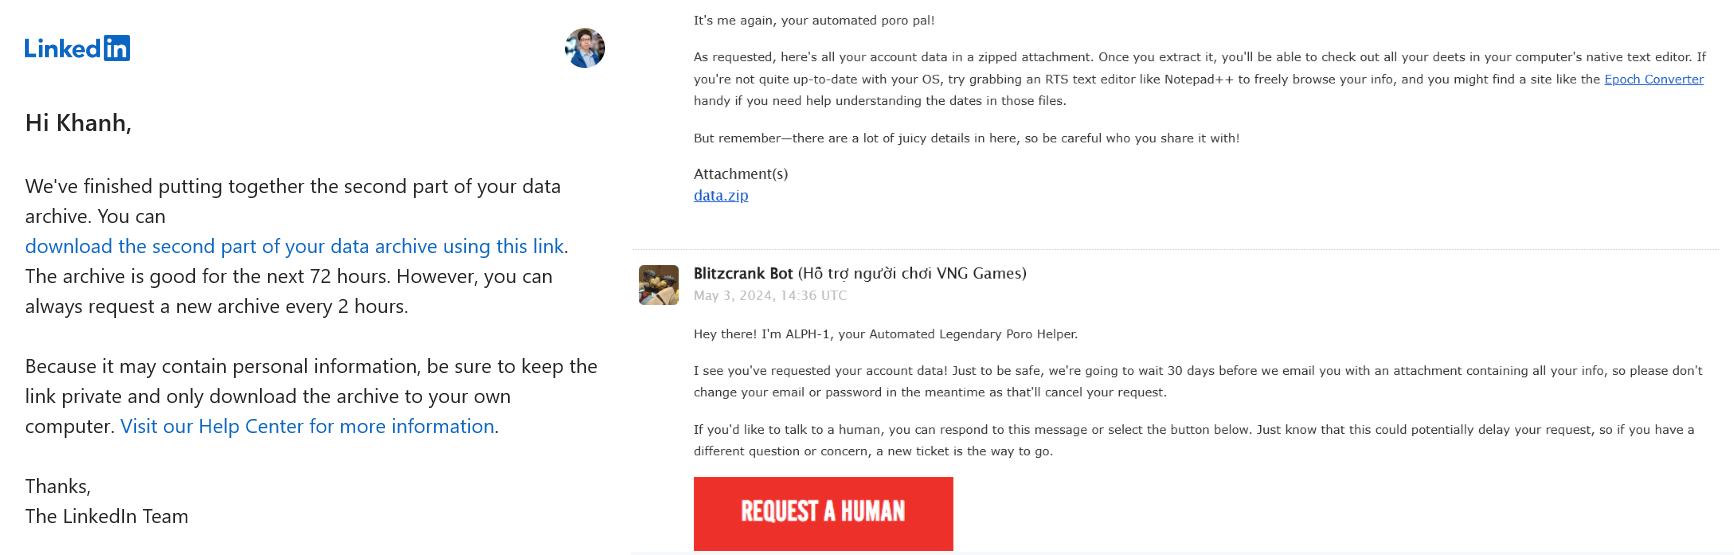 LinkedIn
Hi Khanh,
We've finished putting together the second part of your data
archive. You can
download the second part of your data archive using this link.
The archive is good for the next 72 hours. However, you can
always request a new archive every 2 hours.
Because it may contain personal information, be sure to keep the
link private and only download the archive to your own
computer. Visit our Help Center for more information.
Thanks,
The LinkedIn Team
It's me again, your automated poro pal!
As requested, here's all your account data in a zipped attachment. Once you extract it, you'll be able to check out all your deets in your computer's native text editor. If
you're not quite up-to-date with your OS, try grabbing an RTS text editor like Notepad++ to freely browse your info, and you might find a site like the Epoch Converter
handy if you need help understanding the dates in those files.
But remember—there are a lot of juicy details in here, so be careful who you share it with!
Attachment(s)
data.zip
Blitzcrank Bot (Hỗ trợ người chơi VNG Games)
May 3, 2024, 14:36 UTC
Hey there! I'm ALPH-1, your Automated Legendary Poro Helper.
I see you've requested your account data! Just to be safe, we're going to wait 30 days before we email you with an attachment containing all your info, so please don't
change your email or password in the meantime as that'll cancel your request.
If you'd like to talk to a human, you can respond to this message or select the button below. Just know that this could potentially delay your request, so if you have a
different question or concern, a new ticket is the way to go.
REQUEST A HUMAN